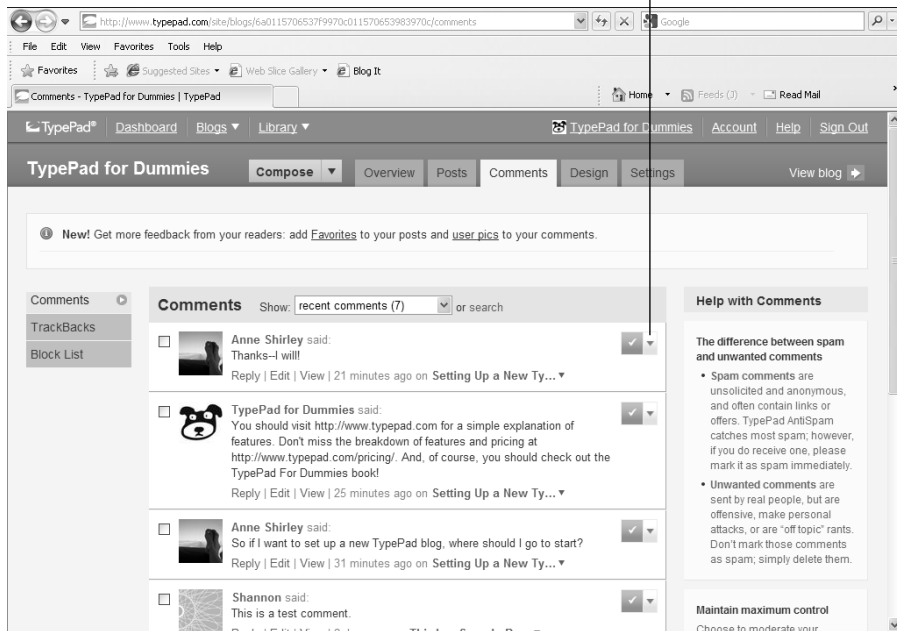 http://www.typepad.com/site/blogs/6a0115706537f9970c011570653983970c/comments
Google
File Edit View Favorites Tools Help
Favorites Suggested Sites Web Slice Gallery Blog It
Comments - TypePad for Dummies | TypePad
Home Feeds (J) Read Mail
TypePad® Dashboard Blogs Library TypePad for Dummies Account Help Sign Out
TypePad for Dummies Compose Overview Posts Comments Design Settings View blog
New! Get more feedback from your readers: add Favorites to your posts and user pics to your comments.
Comments
TrackBacks
Block List
Comments Show: recent comments (7) or search
Anne Shirley said:
Thanks--I will!
Reply | Edit | View | 21 minutes ago on Setting Up a New Ty...
TypePad for Dummies said:
You should visit http://www.typepad.com for a simple explanation of
features. Don't miss the breakdown of features and pricing at
http://www.typepad.com/pricing/. And, of course, you should check out the
TypePad For Dummies book!
Reply | Edit | View | 25 minutes ago on Setting Up a New Ty...
Anne Shirley said:
So if I want to set up a new TypePad blog, where should I go to start?
Reply | Edit | View | 31 minutes ago on Setting Up a New Ty...
Shannon said:
This is a test comment.
Help with Comments
The difference between spam
and unwanted comments
• Spam comments are
unsolicited and anonymous,
and often contain links or
offers. TypePad AntiSpam
catches most spam; however,
if you do receive one, please
mark it as spam immediately.
• Unwanted comments are
sent by real people, but are
offensive, make personal
attacks, or are "off topic" rants.
Don't mark those comments
as spam; simply delete them.
Maintain maximum control
Choose to moderate your